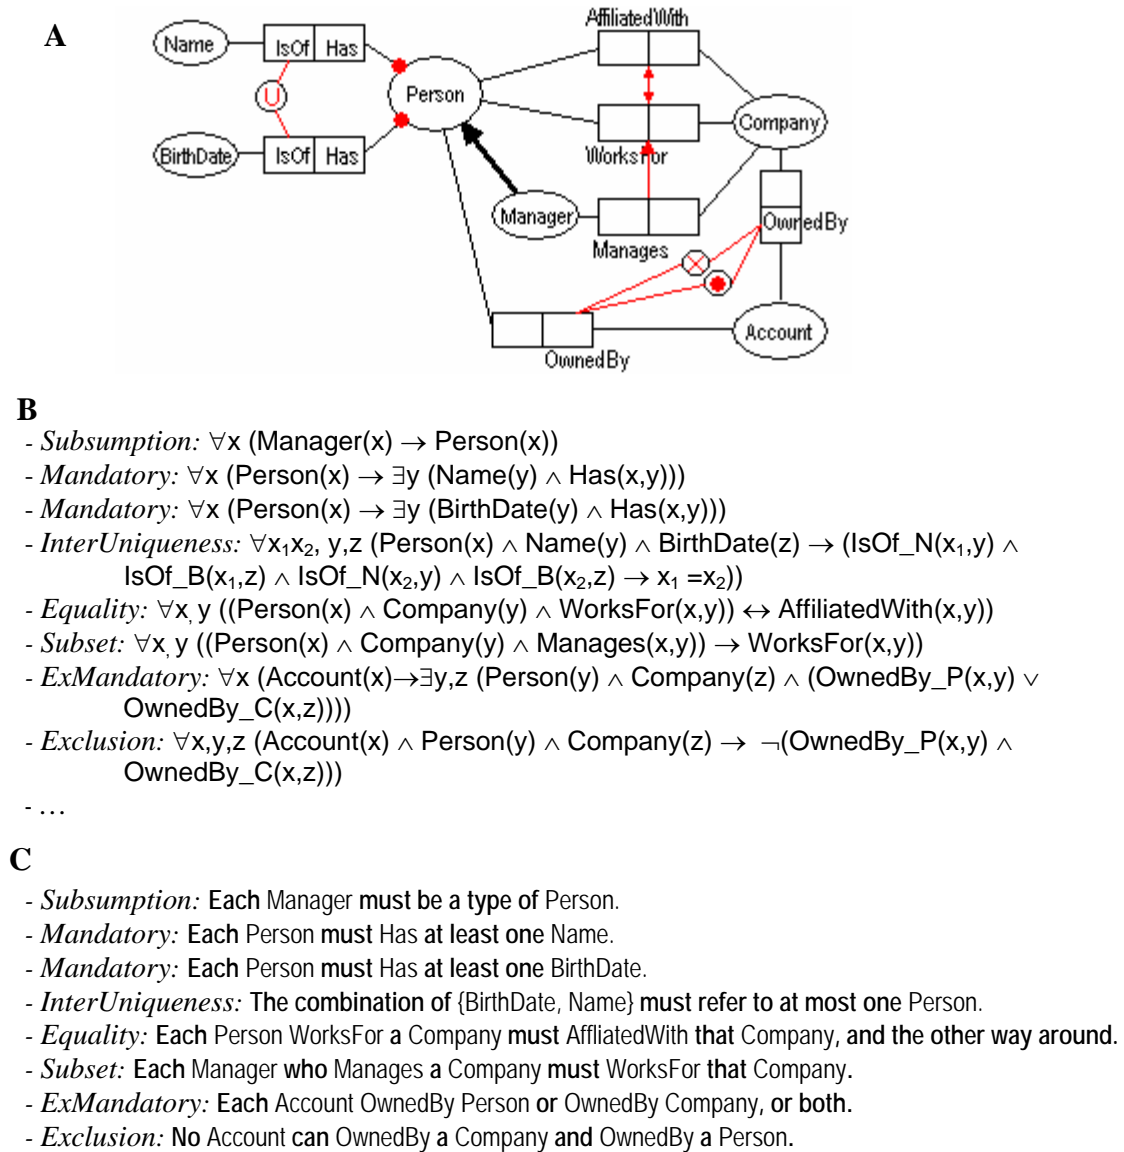 A
AffiliatedWith
Name
IsOf Has
U
Person
Company
BirthDate
IsOf Has
WorksFor
Manager
OwnedBy
Manages
Account
OwnedBy
B
- Subsumption: ∀x (Manager(x) → Person(x))
- Mandatory: ∀x (Person(x) → ∃y (Name(y) ∧ Has(x,y)))
- Mandatory: ∀x (Person(x) → ∃y (BirthDate(y) ∧ Has(x,y)))
- InterUniqueness: ∀x₁x₂, y,z (Person(x) ∧ Name(y) ∧ BirthDate(z) → (IsOf_N(x₁,y) ∧
IsOf_B(x₁,z) ∧ IsOf_N(x₂,y) ∧ IsOf_B(x₂,z) → x₁ =x₂))
- Equality: ∀x, y ((Person(x) ∧ Company(y) ∧ WorksFor(x,y)) ↔ AffiliatedWith(x,y))
- Subset: ∀x, y ((Person(x) ∧ Company(y) ∧ Manages(x,y)) → WorksFor(x,y))
- ExMandatory: ∀x (Account(x)→∃y,z (Person(y) ∧ Company(z) ∧ (OwnedBy_P(x,y) ∨
OwnedBy_C(x,z))))
- Exclusion: ∀x,y,z (Account(x) ∧ Person(y) ∧ Company(z) → ¬(OwnedBy_P(x,y) ∧
OwnedBy_C(x,z)))
- …
C
- Subsumption: Each Manager must be a type of Person.
- Mandatory: Each Person must Has at least one Name.
- Mandatory: Each Person must Has at least one BirthDate.
- InterUniqueness: The combination of {BirthDate, Name} must refer to at most one Person.
- Equality: Each Person WorksFor a Company must AffliatedWith that Company, and the other way around.
- Subset: Each Manager who Manages a Company must WorksFor that Company.
- ExMandatory: Each Account OwnedBy Person or OwnedBy Company, or both.
- Exclusion: No Account can OwnedBy a Company and OwnedBy a Person.